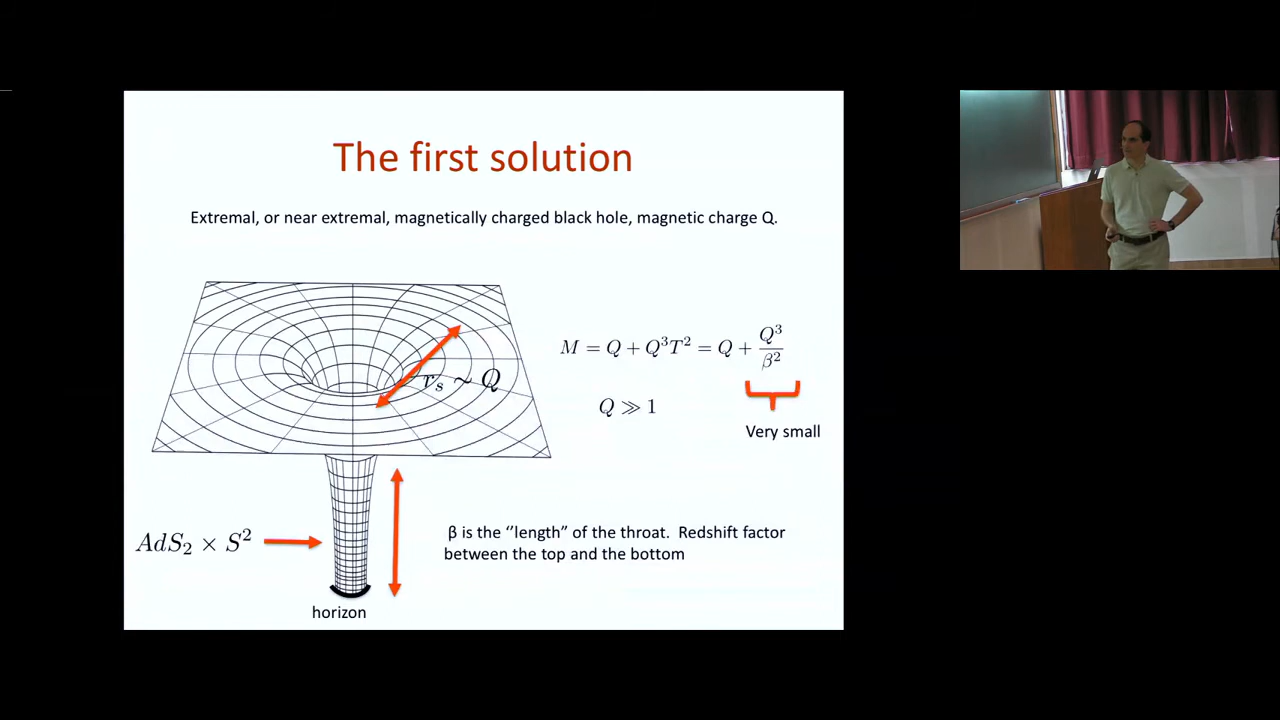 The first solution
Extremal, or near extremal, magnetically charged black hole, magnetic charge Q.
M = Q + Q³T² = Q + Q³/β²
r_s ∼ Q
Q ≫ 1
Very small
β is the ‘‘length” of the throat. Redshift factor
between the top and the bottom
AdS₂ × S²
horizon